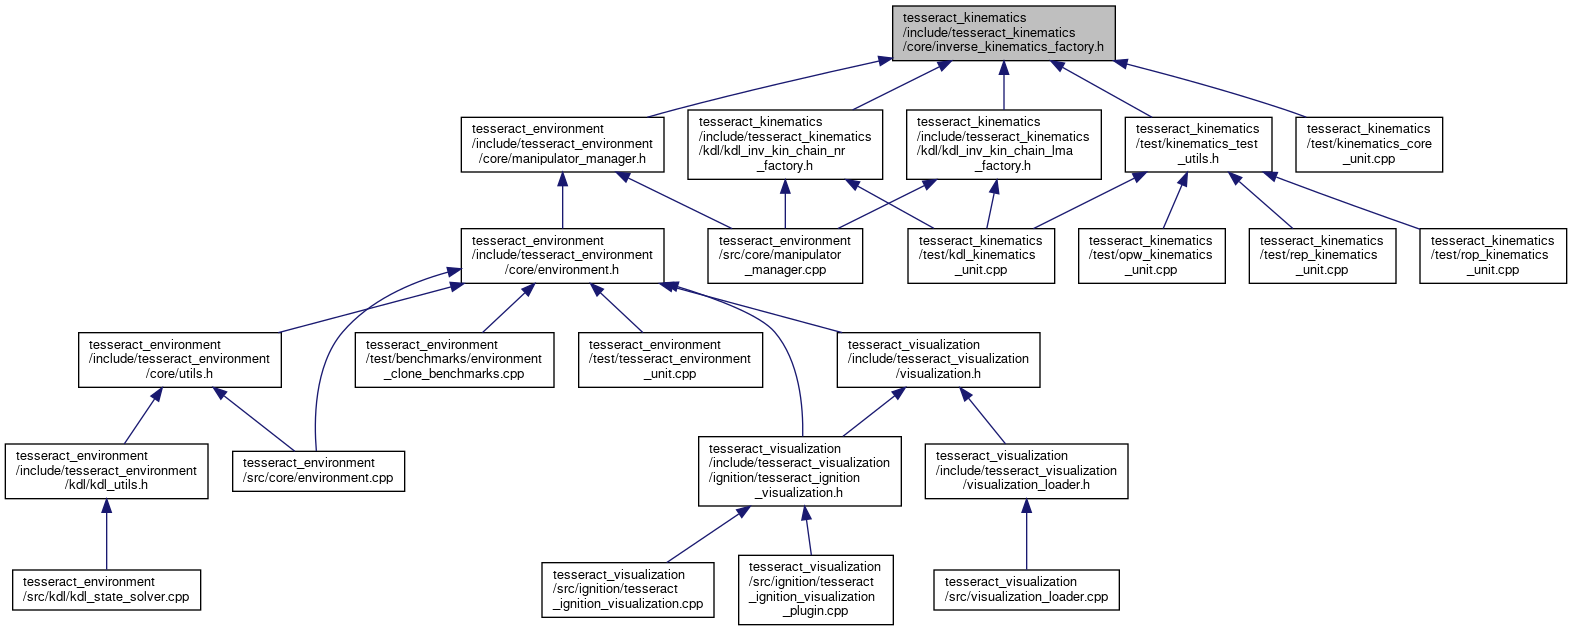 tesseract_kinematics
/include/tesseract_kinematics
/core/inverse_kinematics_factory.h
tesseract_environment
/include/tesseract_environment
/core/manipulator_manager.h
tesseract_kinematics
/include/tesseract_kinematics
/kdl/kdl_inv_kin_chain_nr
_factory.h
tesseract_kinematics
/include/tesseract_kinematics
/kdl/kdl_inv_kin_chain_lma
_factory.h
tesseract_kinematics
/test/kinematics_test
_utils.h
tesseract_kinematics
/test/kinematics_core
_unit.cpp
tesseract_environment
/include/tesseract_environment
/core/environment.h
tesseract_environment
/src/core/manipulator
_manager.cpp
tesseract_kinematics
/test/kdl_kinematics
_unit.cpp
tesseract_kinematics
/test/opw_kinematics
_unit.cpp
tesseract_kinematics
/test/rep_kinematics
_unit.cpp
tesseract_kinematics
/test/rop_kinematics
_unit.cpp
tesseract_environment
/include/tesseract_environment
/core/utils.h
tesseract_environment
/test/benchmarks/environment
_clone_benchmarks.cpp
tesseract_environment
/test/tesseract_environment
_unit.cpp
tesseract_visualization
/include/tesseract_visualization
/visualization.h
tesseract_environment
/include/tesseract_environment
/kdl/kdl_utils.h
tesseract_environment
/src/core/environment.cpp
tesseract_visualization
/include/tesseract_visualization
/ignition/tesseract_ignition
_visualization.h
tesseract_visualization
/include/tesseract_visualization
/visualization_loader.h
tesseract_environment
/src/kdl/kdl_state_solver.cpp
tesseract_visualization
/src/ignition/tesseract
_ignition_visualization.cpp
tesseract_visualization
/src/ignition/tesseract
_ignition_visualization
_plugin.cpp
tesseract_visualization
/src/visualization_loader.cpp